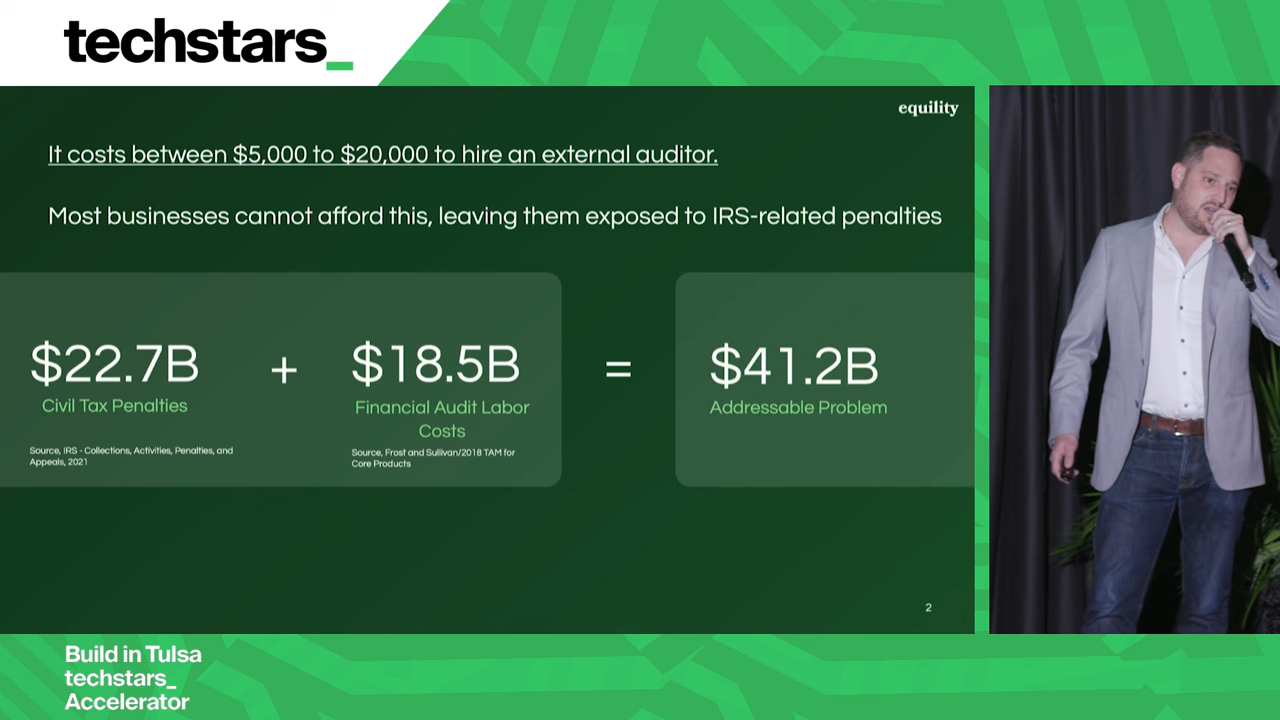 techstars_
equility
It costs between $5,000 to $20,000 to hire an external auditor.
Most businesses cannot afford this, leaving them exposed to IRS-related penalties
$22.7B
Civil Tax Penalties
Source, IRS - Collections, Activities, Penalties, and
Appeals, 2021
+
$18.5B
Financial Audit Labor
Costs
Source, Frost and Sullivan/2018 TAM for
Core Products
=
$41.2B
Addressable Problem
2
Build in Tulsa
techstars_
Accelerator